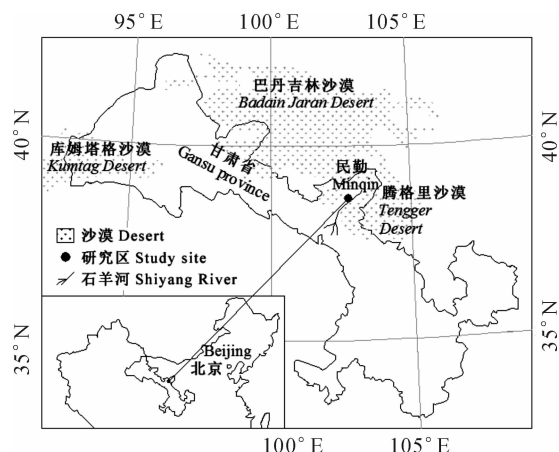 95°E
100°E
105°E
40°N
40°N
35°N
35°N
100°E
105°E
巴丹吉林沙漠
Badain Jaran Desert
库姆塔格沙漠
Kumtag Desert
甘肃省
Gansu province
民勤
Minqin
腾格里沙漠
Tengger
Desert
沙漠 Desert
研究区 Study site
石羊河 Shiyang River
Beijing
北京